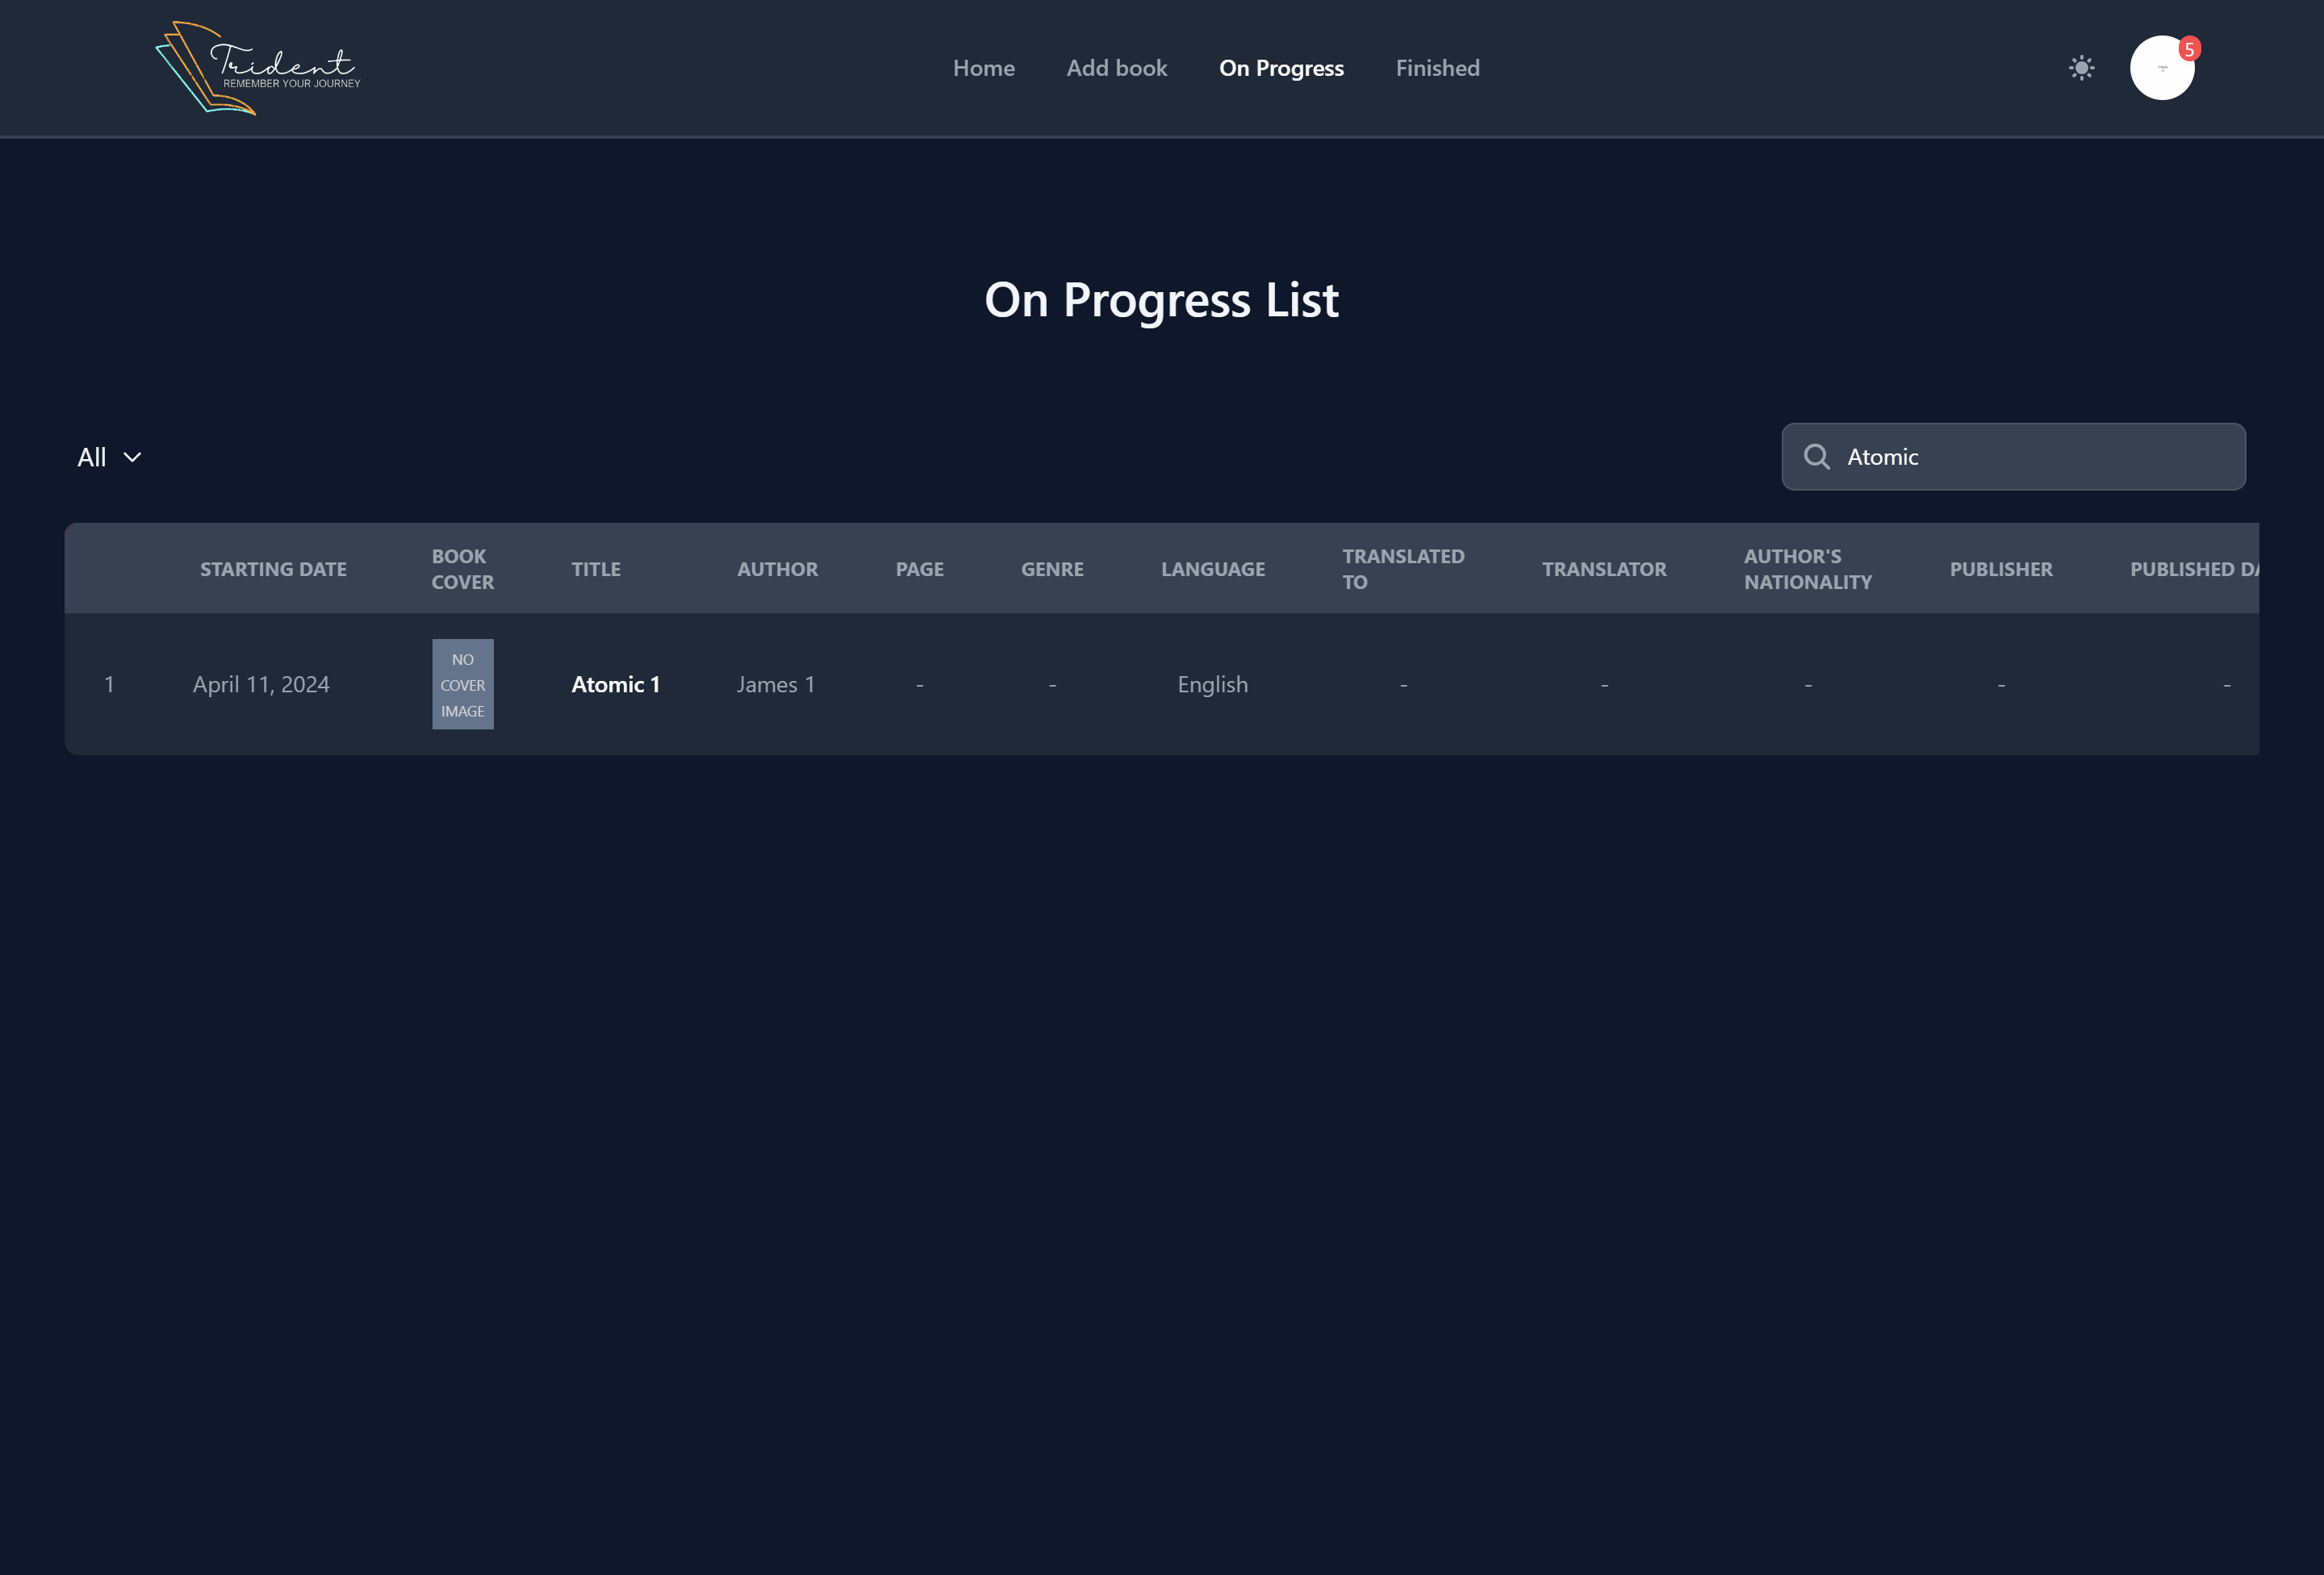 Trident
REMEMBER YOUR JOURNEY
Home Add book On Progress Finished
5
On Progress List
All
Atomic
STARTING DATE BOOK COVER TITLE AUTHOR PAGE GENRE LANGUAGE TRANSLATED TO TRANSLATOR AUTHOR'S NATIONALITY PUBLISHER PUBLISHED DA
1 April 11, 2024 NO COVER IMAGE Atomic 1 James 1 - - English - - - - -